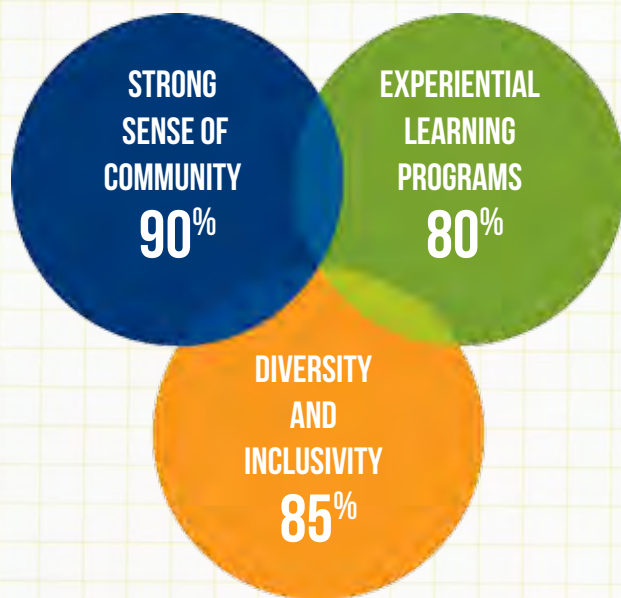 STRONG
SENSE OF
COMMUNITY
90%
EXPERIENTIAL
LEARNING
PROGRAMS
80%
DIVERSITY
AND
INCLUSIVITY
85%